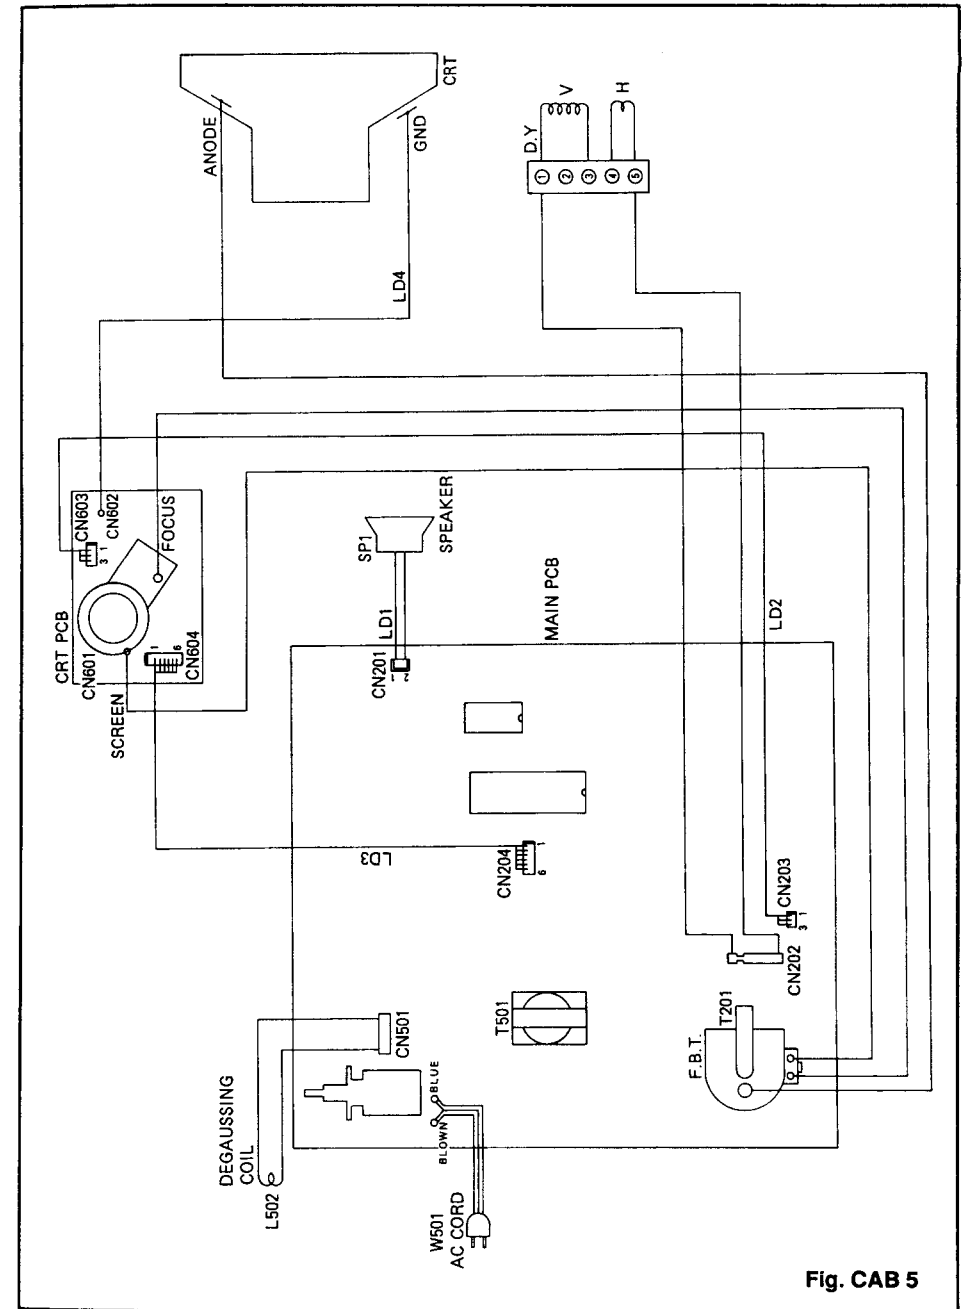 CRT
ANODE
GND
D.Y
V
H
1
2
3
4
5
LD4
CRT PCB
CN603
CN602
3 1
FOCUS
CN601
CN604
1
6
SCREEN
SP1
SPEAKER
LD1
CN201
1
2
MAIN PCB
LD2
LD3
CN204
1
6
CN203
3 1
CN202
T501
T201
F.B.T.
CN501
DEGAUSSING
COIL
L502
BLUE
BLOWN
W501
AC CORD
Fig. CAB 5